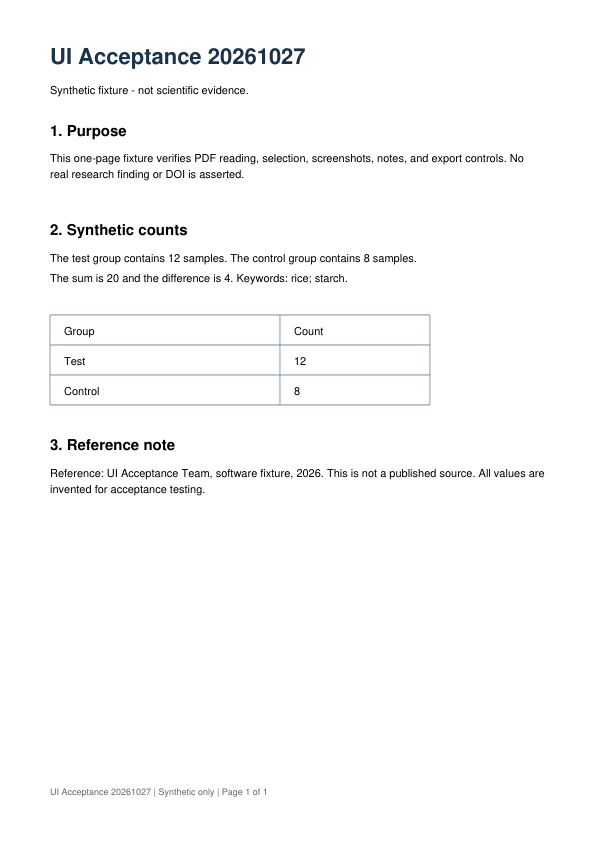 UI Acceptance 20261027
Synthetic fixture - not scientific evidence.
1. Purpose
This one-page fixture verifies PDF reading, selection, screenshots, notes, and export controls. No
real research finding or DOI is asserted.
2. Synthetic counts
The test group contains 12 samples. The control group contains 8 samples.
The sum is 20 and the difference is 4. Keywords: rice; starch.
Group Count
Test 12
Control 8
3. Reference note
Reference: UI Acceptance Team, software fixture, 2026. This is not a published source. All values are
invented for acceptance testing.
UI Acceptance 20261027 | Synthetic only | Page 1 of 1